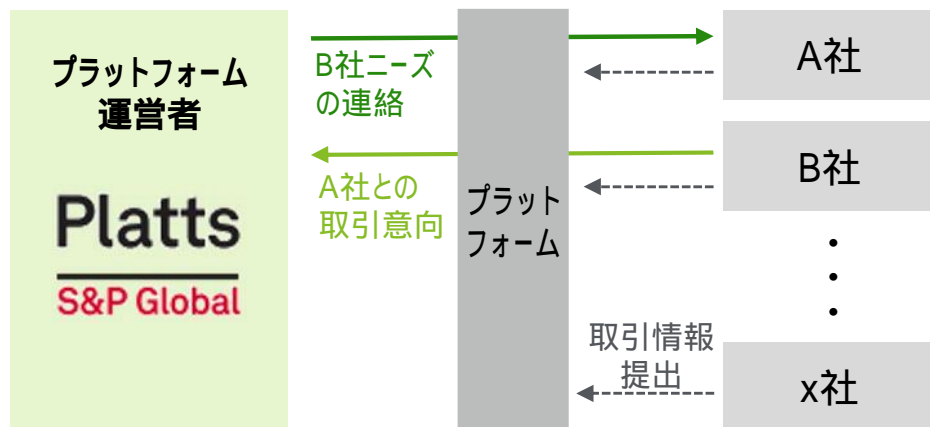 プラットフォーム
運営者
Platts
S&P Global
B社ニーズ
の連絡
A社との
取引意向
プラット
フォーム
取引情報
提出
A社
B社
・
・
・
x社